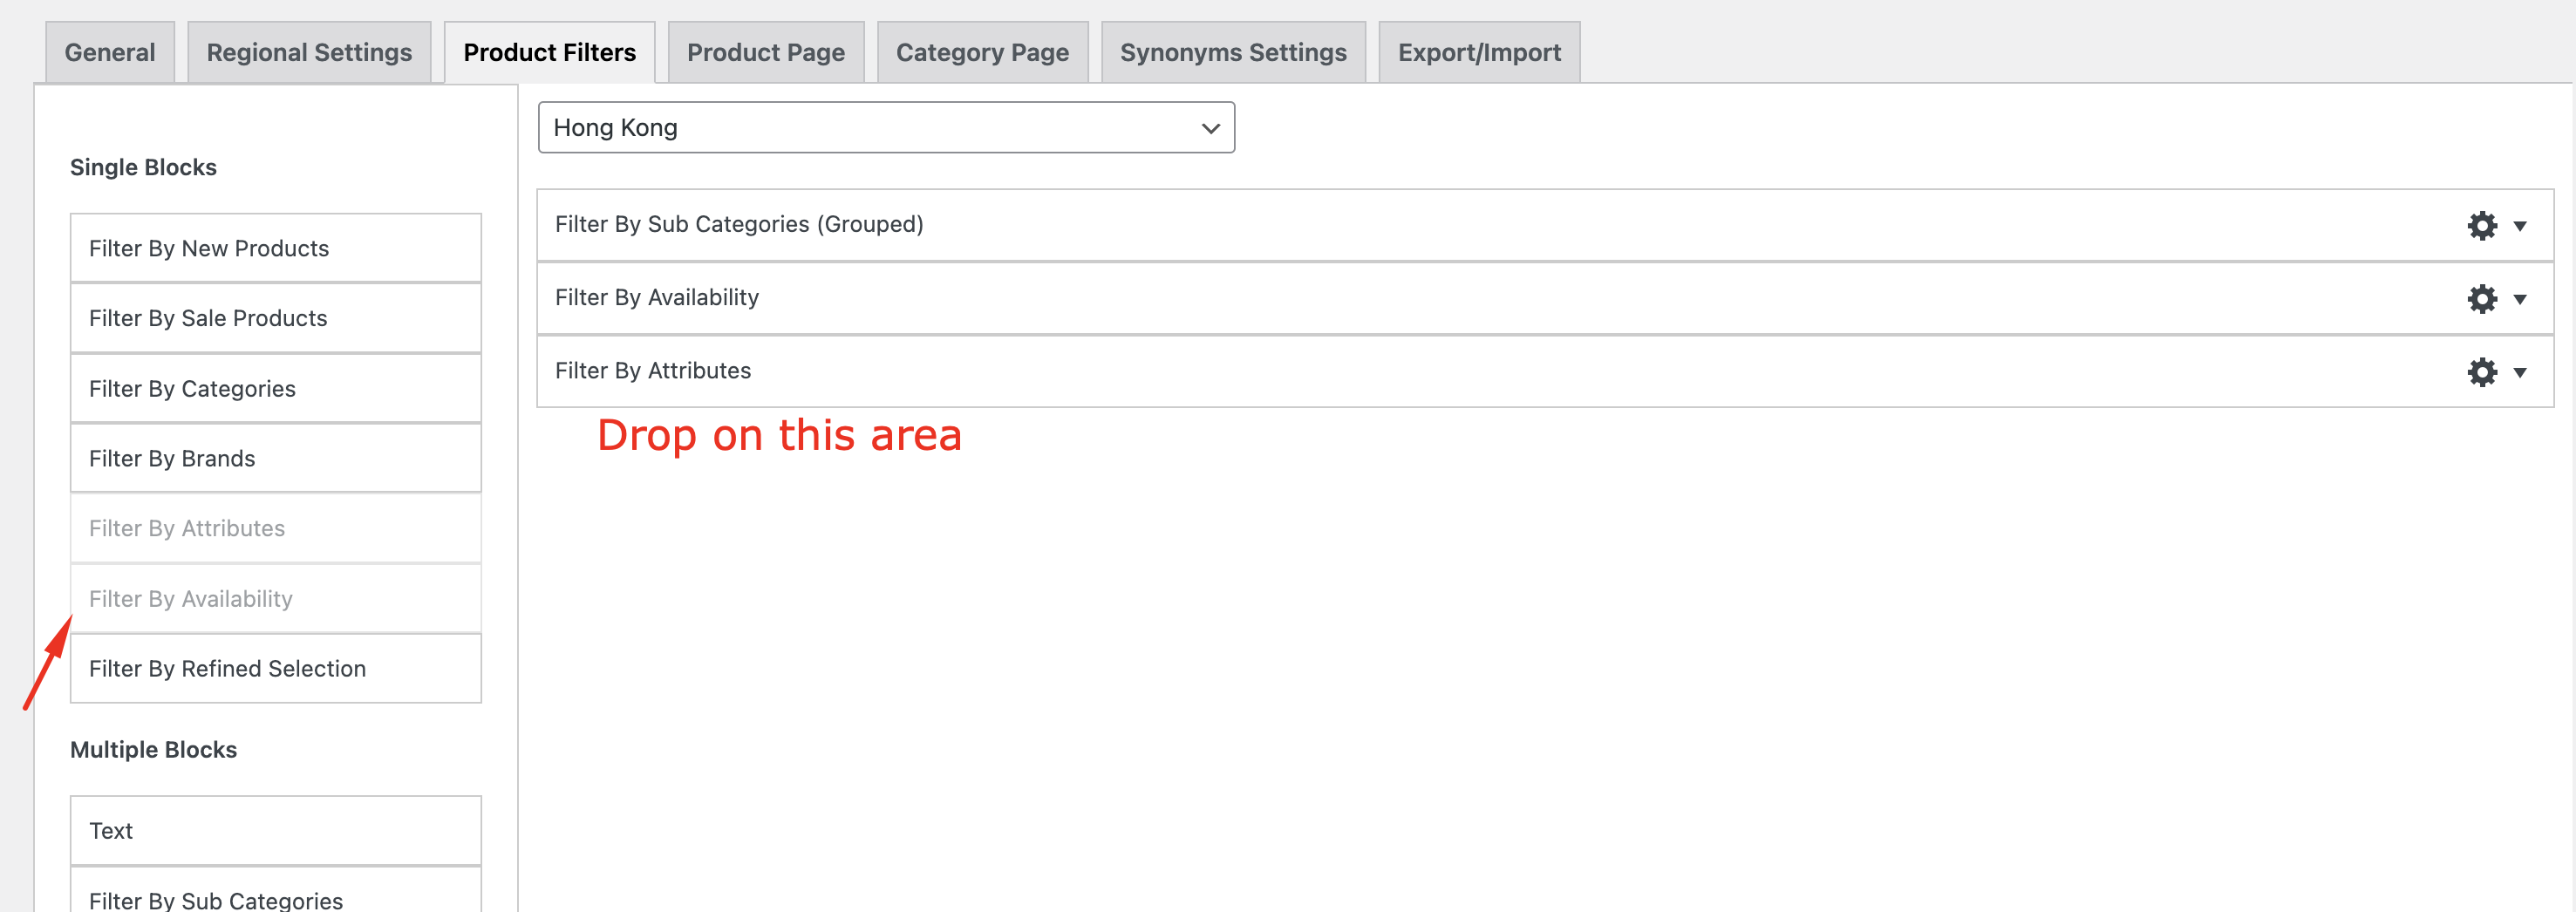 General
Regional Settings
Product Filters
Product Page
Category Page
Synonyms Settings
Export/Import
Single Blocks
Filter By New Products
Filter By Sale Products
Filter By Categories
Filter By Brands
Filter By Attributes
Filter By Availability
Filter By Refined Selection
Multiple Blocks
Text
Filter By Sub Categories
Hong Kong
Filter By Sub Categories (Grouped)
Filter By Availability
Filter By Attributes
Drop on this area